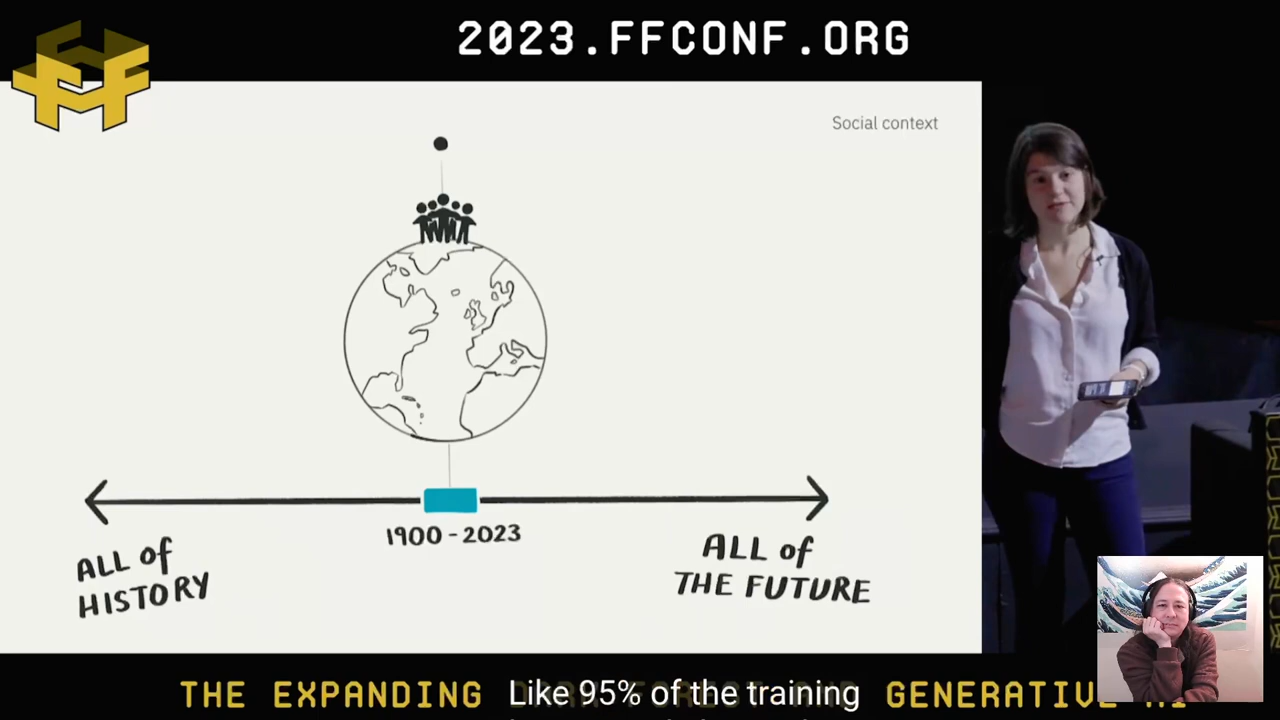 2023.FFCONF.ORG
Social context
1900 - 2023
ALL of
HISTORY
ALL of
THE FUTURE
THE EXPANDING
Like 95% of the training
GENERATIVE AI